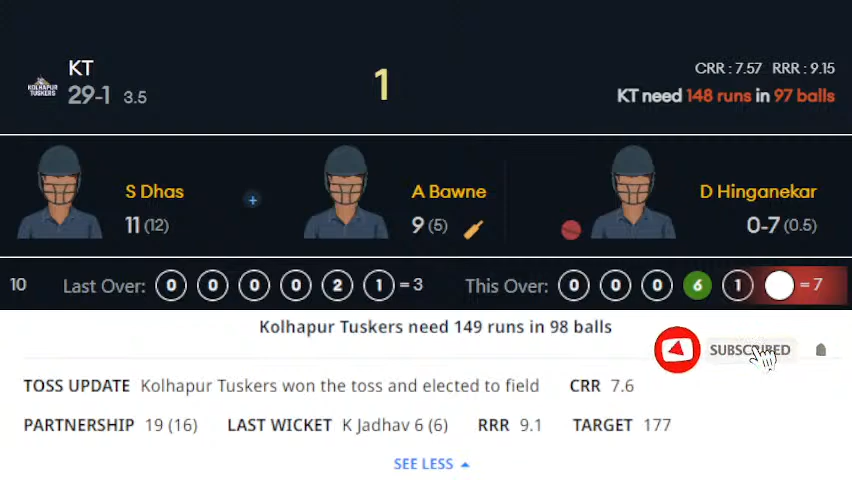 KT
29-1 3.5
KOLHAPUR
TUSKERS
1
CRR : 7.57 RRR : 9.15
KT need 148 runs in 97 balls
S Dhas
11 (12)
+
A Bawne
9 (5)
D Hinganekar
0-7 (0.5)
10 Last Over: 0 0 0 0 2 1 = 3 This Over: 0 0 0 6 1 = 7
Kolhapur Tuskers need 149 runs in 98 balls
SUBSCRIBED
TOSS UPDATE Kolhapur Tuskers won the toss and elected to field CRR 7.6
PARTNERSHIP 19 (16) LAST WICKET K Jadhav 6 (6) RRR 9.1 TARGET 177
SEE LESS